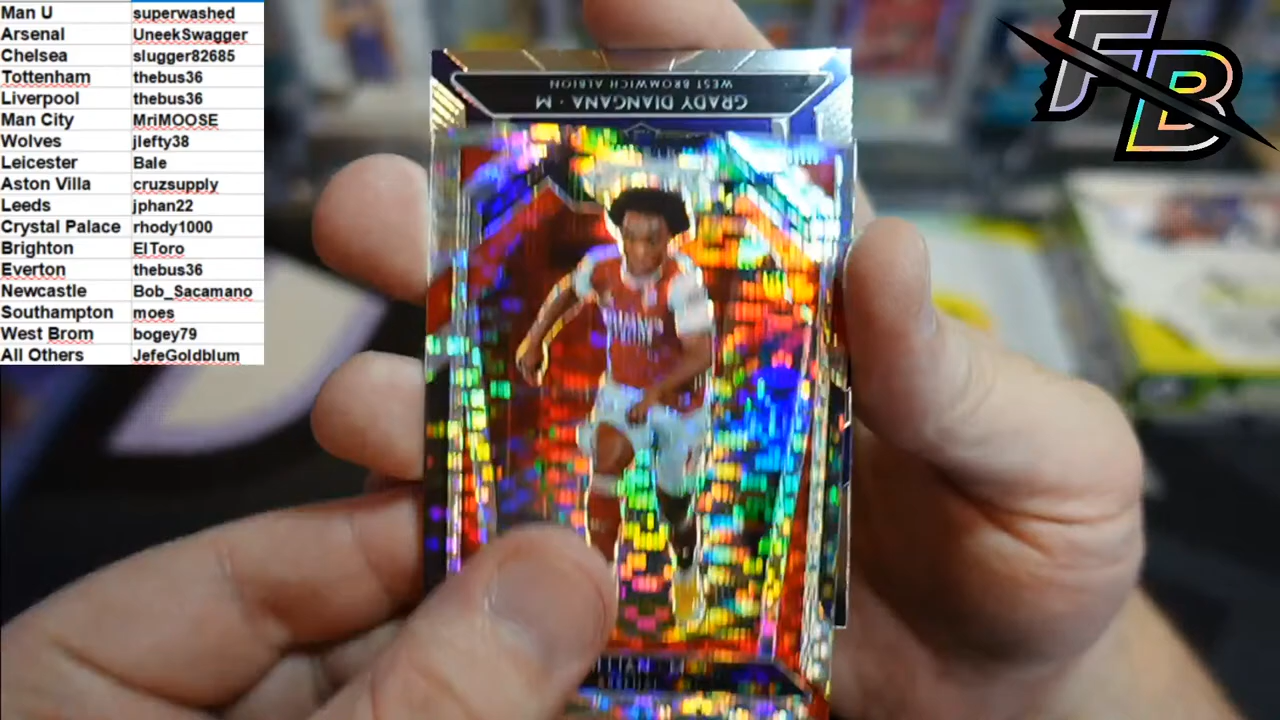 Man U superwashed
Arsenal UneekSwagger
Chelsea slugger82685
Tottenham thebus36
Liverpool thebus36
Man City MriMOOSE
Wolves jlefty38
Leicester Bale
Aston Villa cruzsupply
Leeds jphan22
Crystal Palace rhody1000
Brighton ElToro
Everton thebus36
Newcastle Bob_Sacamano
Southampton moes
West Brom bogey79
All Others JefeGoldblum
FB
GRADY DIANGANA · M
WEST BROMWICH ALBION